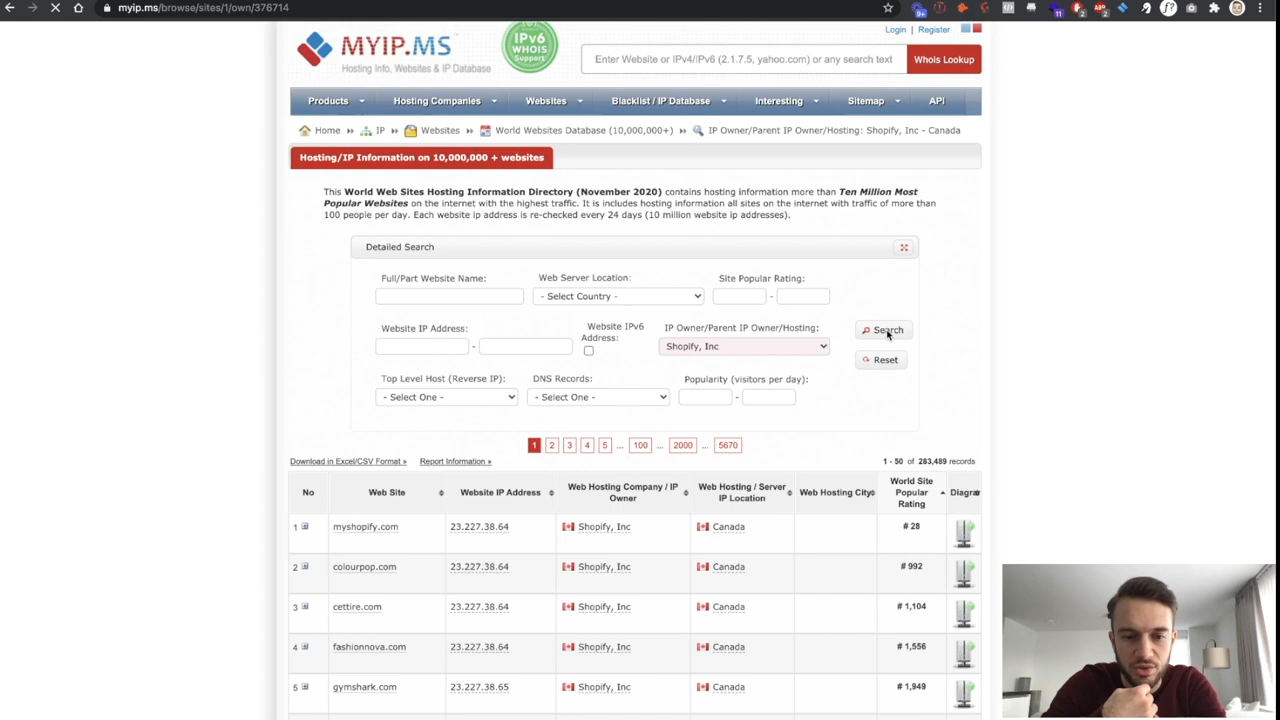 myip.ms/browse/sites/1/own/376714
Login | Register
MYIP.MS
Hosting Info, Websites & IP Database
IPv6
WHOIS
Support
Enter Website or IPv4/IPv6 (2.1.7.5, yahoo.com) or any search text
Whois Lookup
Products Hosting Companies Websites Blacklist / IP Database Interesting Sitemap API
Home » IP » Websites » World Websites Database (10,000,000+) » IP Owner/Parent IP Owner/Hosting: Shopify, Inc - Canada
Hosting/IP Information on 10,000,000 + websites
This World Web Sites Hosting Information Directory (November 2020) contains hosting information more than Ten Million Most
Popular Websites on the internet with the highest traffic. It is includes hosting information all sites on the internet with traffic of more than
100 people per day. Each website ip address is re-checked every 24 days (10 million website ip addresses).
Detailed Search
Full/Part Website Name: Web Server Location: Site Popular Rating:
- Select Country - -
Website IP Address: Website IPv6 Address: IP Owner/Parent IP Owner/Hosting:
- Shopify, Inc
Search
Reset
Top Level Host (Reverse IP): DNS Records: Popularity (visitors per day):
- Select One - - Select One - -
1 2 3 4 5 ... 100 ... 2000 ... 5670
Download in Excel/CSV Format » Report Information » 1 - 50 of 283,489 records
No Web Site Website IP Address Web Hosting Company / IP Owner Web Hosting / Server IP Location Web Hosting City World Site Popular Rating Diagra
1 myshopify.com 23.227.38.64 Shopify, Inc Canada # 28
2 colourpop.com 23.227.38.64 Shopify, Inc Canada # 992
3 cettire.com 23.227.38.64 Shopify, Inc Canada # 1,104
4 fashionnova.com 23.227.38.64 Shopify, Inc Canada # 1,556
5 gymshark.com 23.227.38.65 Shopify, Inc Canada # 1,949